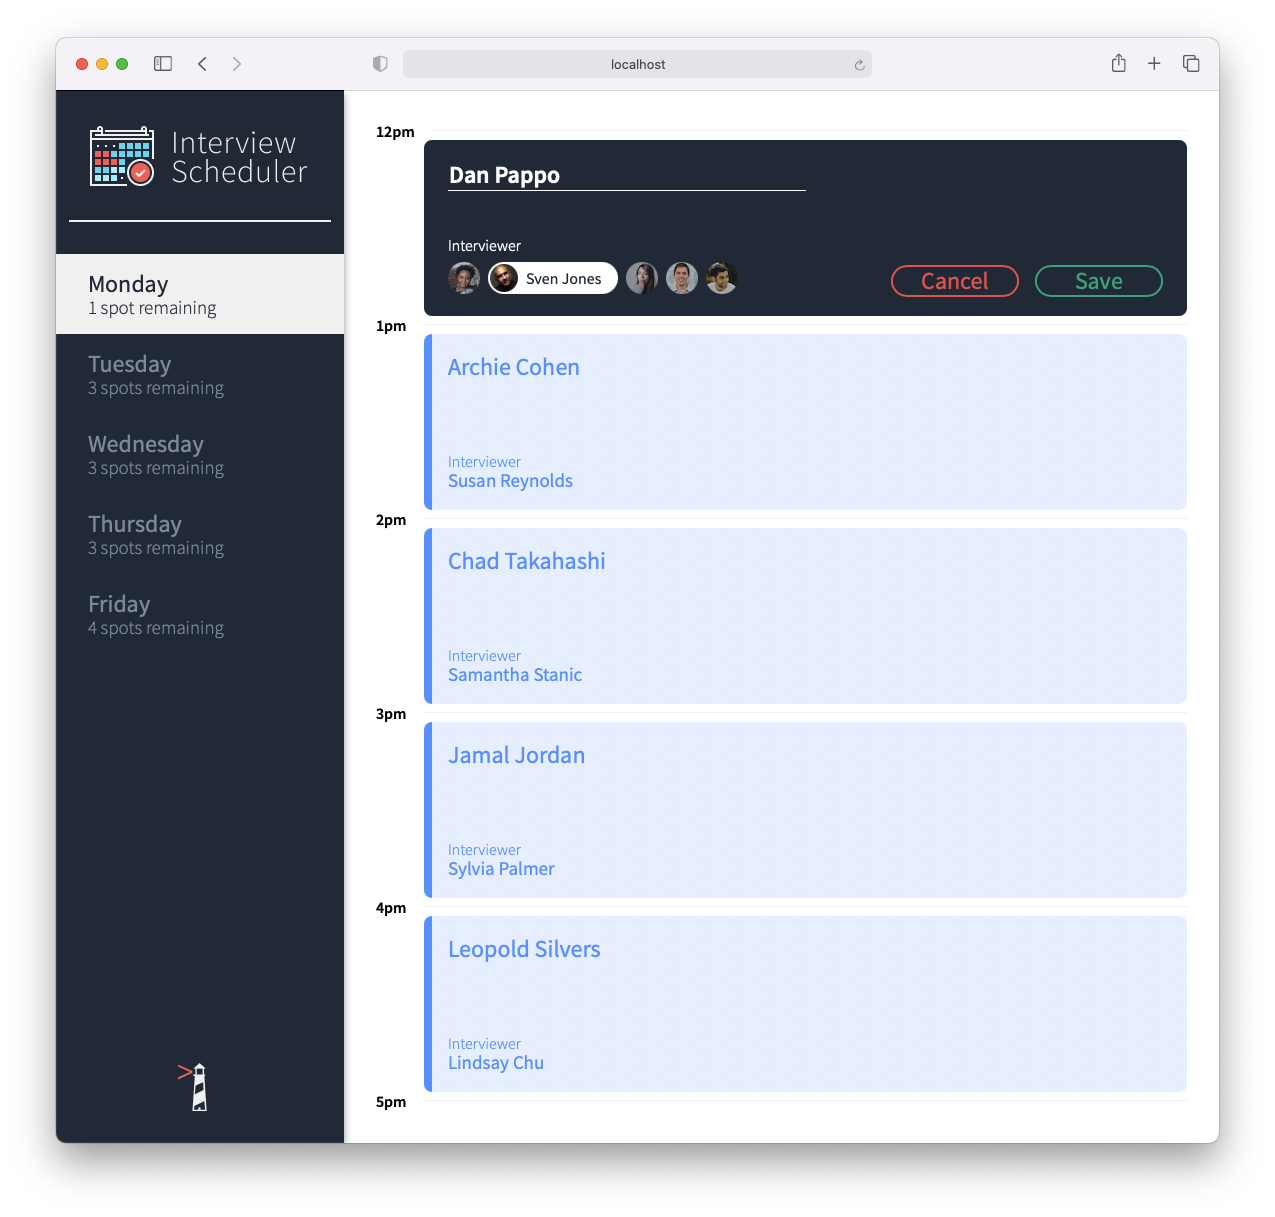 localhost
Interview
Scheduler
Monday
1 spot remaining
Tuesday
3 spots remaining
Wednesday
3 spots remaining
Thursday
3 spots remaining
Friday
4 spots remaining
12pm
Dan Pappo
Interviewer
Sven Jones
Cancel
Save
1pm
Archie Cohen
Interviewer
Susan Reynolds
2pm
Chad Takahashi
Interviewer
Samantha Stanic
3pm
Jamal Jordan
Interviewer
Sylvia Palmer
4pm
Leopold Silvers
Interviewer
Lindsay Chu
5pm